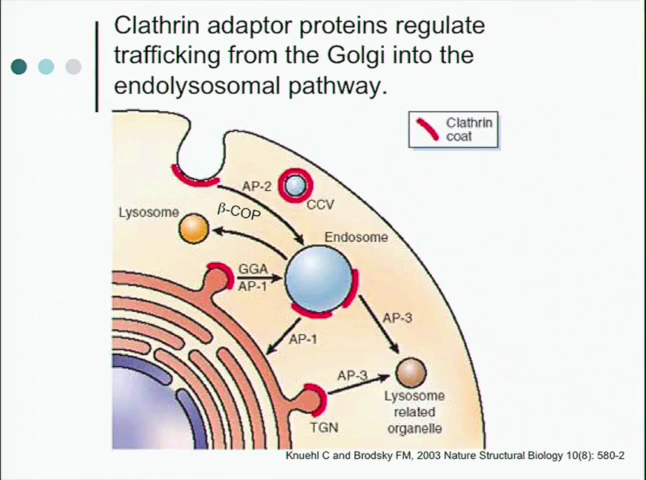 Clathrin adaptor proteins regulate
trafficking from the Golgi into the
endolysosomal pathway.
Clathrin
coat
AP-2
CCV
Lysosome
β-COP
Endosome
GGA
AP-1
AP-3
AP-1
AP-3
Lysosome
related
organelle
TGN
Knuehl C and Brodsky FM, 2003 Nature Structural Biology 10(8): 580-2